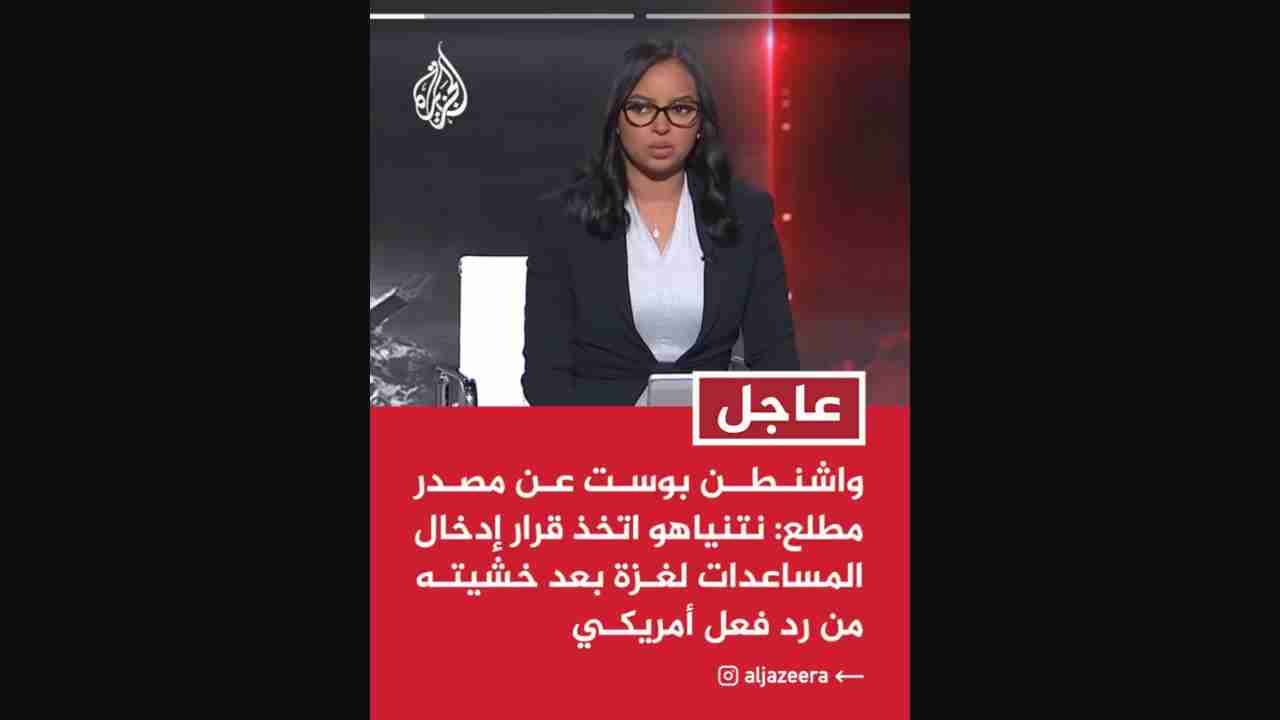 الجزيرة
عاجل
واشنطن بوست عن مصدر
مطلع: نتنياهو اتخذ قرار إدخال
المساعدات لغزة بعد خشيته
من رد فعل أمريكي
aljazeera